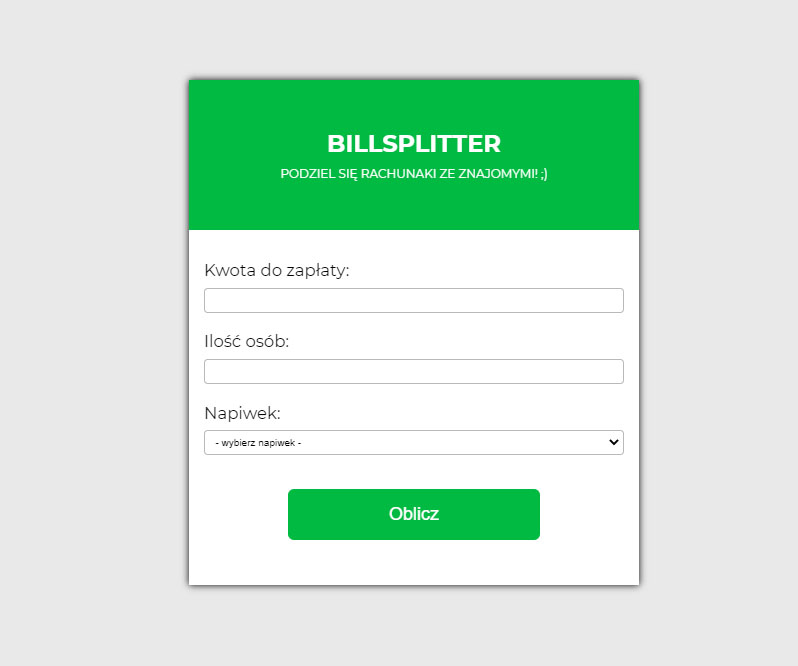 BILLSPLITTER
PODZIEL SIĘ RACHUNAKI ZE ZNAJOMYMI! ;)
Kwota do zapłaty:
Ilość osób:
Napiwek:
- wybierz napiwek -
Oblicz